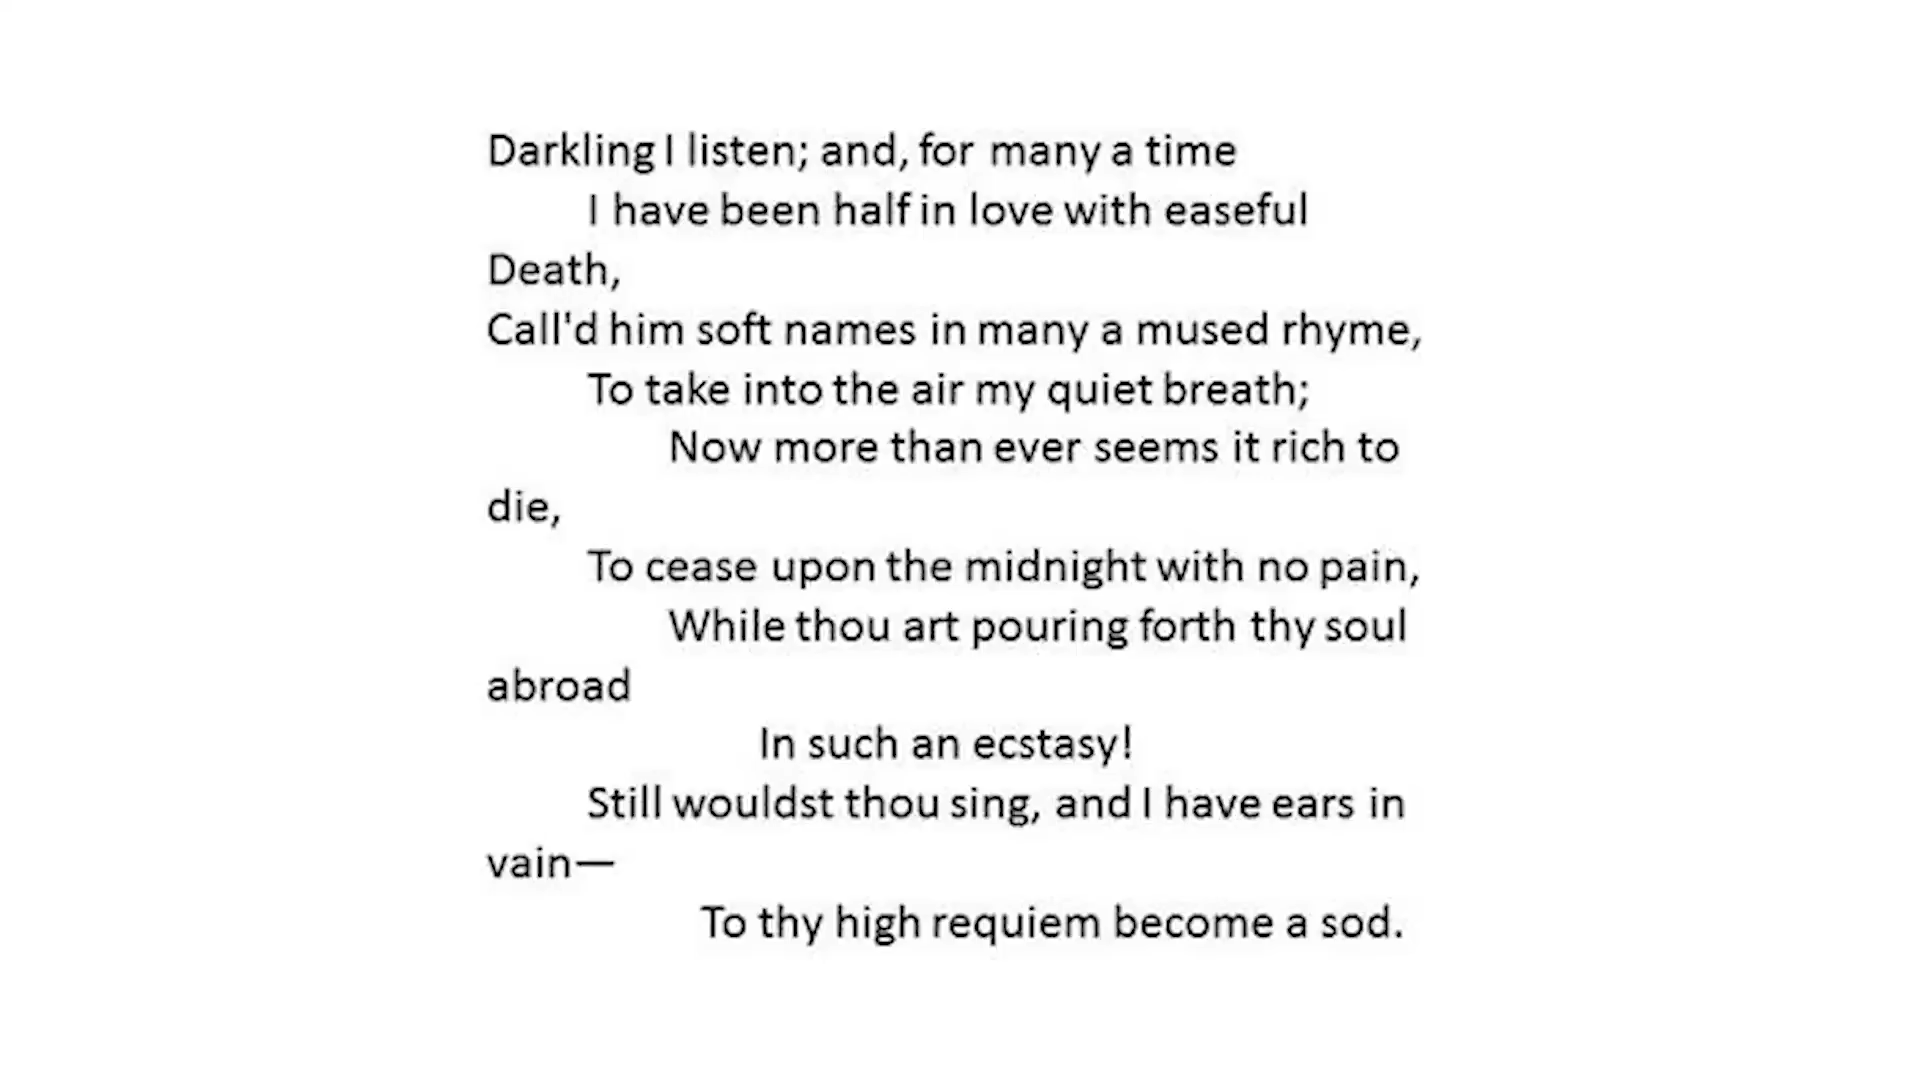 Darkling I listen; and, for many a time
I have been half in love with easeful
Death,
Call'd him soft names in many a mused rhyme,
To take into the air my quiet breath;
Now more than ever seems it rich to
die,
To cease upon the midnight with no pain,
While thou art pouring forth thy soul
abroad
In such an ecstasy!
Still wouldst thou sing, and I have ears in
vain—
To thy high requiem become a sod.